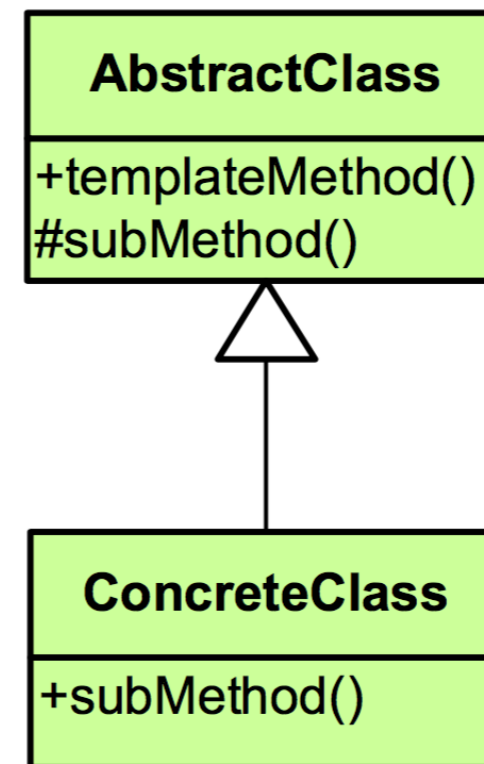 AbstractClass
+templateMethod()
#subMethod()
ConcreteClass
+subMethod()